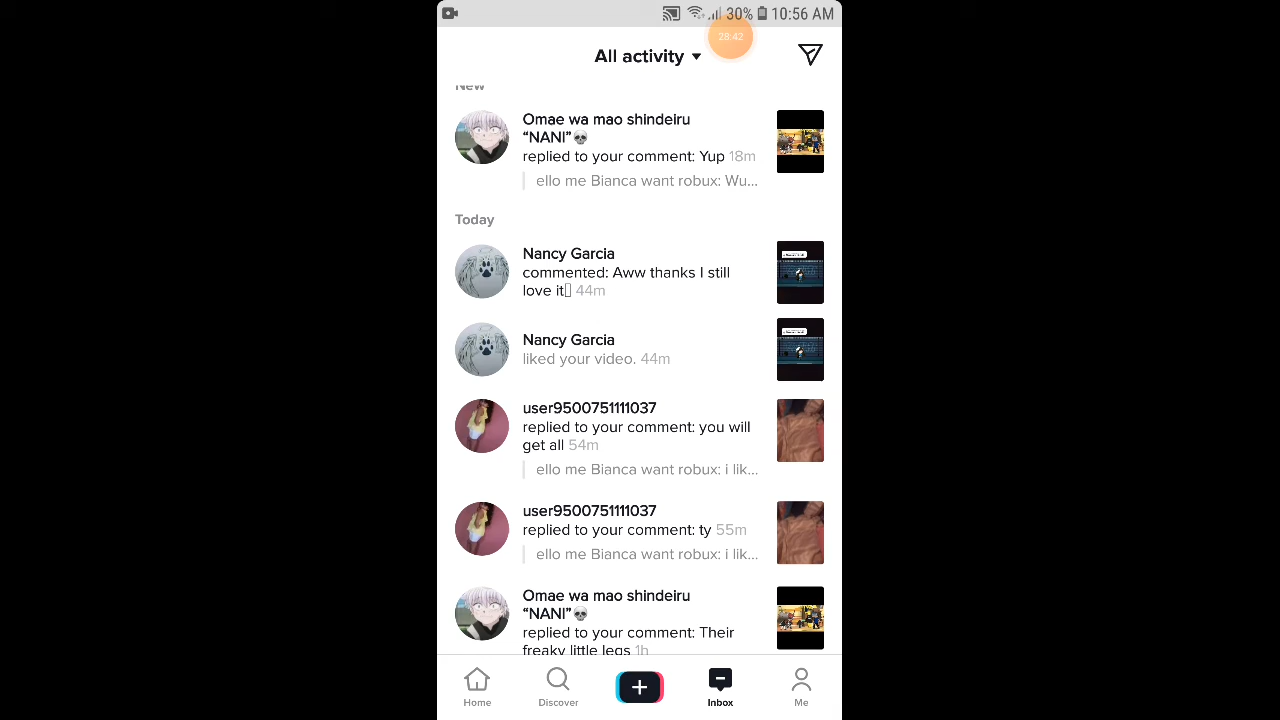 30% 10:56 AM
28:42
All activity
New
Omae wa mao shindeiru
“NANI”💀
replied to your comment: Yup 18m
ello me Bianca want robux: Wu...
Today
Nancy Garcia
commented: Aww thanks I still
love it 44m
Nancy Garcia
liked your video. 44m
user9500751111037
replied to your comment: you will
get all 54m
ello me Bianca want robux: i lik...
user9500751111037
replied to your comment: ty 55m
ello me Bianca want robux: i lik...
Omae wa mao shindeiru
“NANI”💀
replied to your comment: Their
freaky little legs 1h
Home
Discover
Inbox
Me